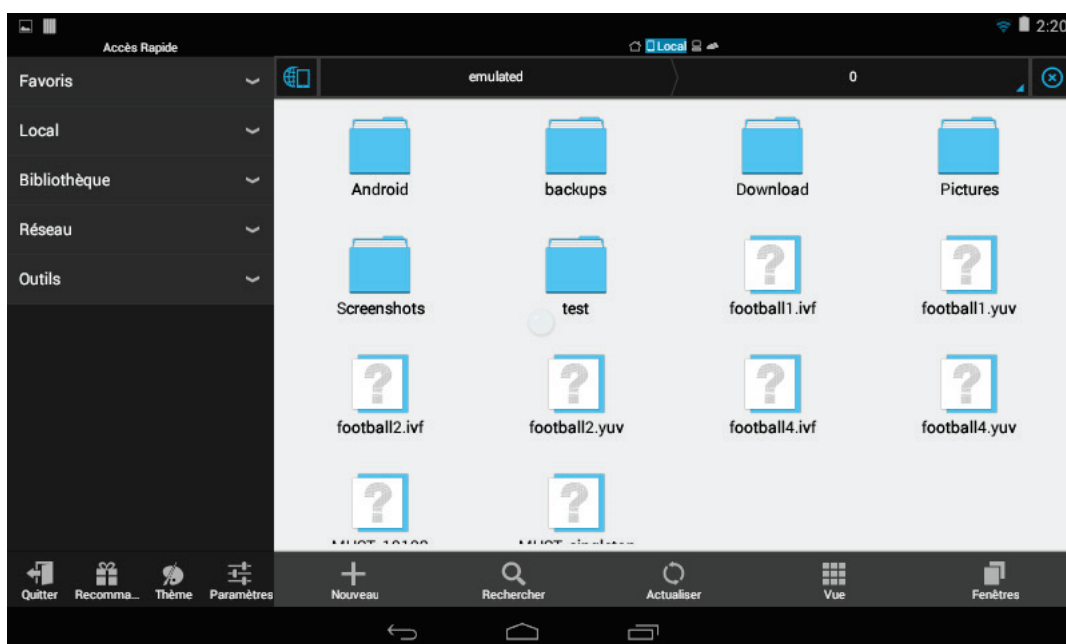 2:20
Accès Rapide
Local
Favoris
Local
Bibliothèque
Réseau
Outils
emulated
0
Android
backups
Download
Pictures
Screenshots
test
football1.ivf
football1.yuv
football2.ivf
football2.yuv
football4.ivf
football4.yuv
Quitter
Recomma...
Thème
Paramètres
Nouveau
Rechercher
Actualiser
Vue
Fenêtres